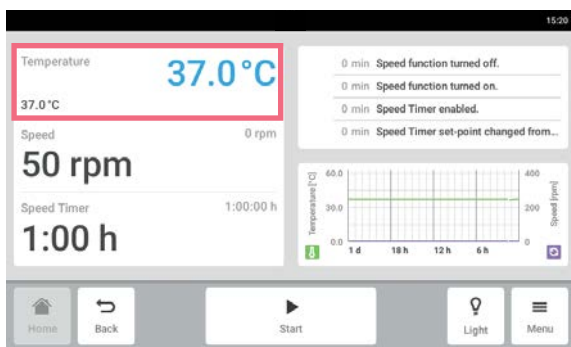 15:20
Temperature
37.0 °C
37.0 °C
Speed
0 rpm
50 rpm
Speed Timer
1:00:00 h
1:00 h
0 min Speed function turned off.
0 min Speed function turned on.
0 min Speed Timer enabled.
0 min Speed Timer set-point changed from...
Temperature [°C]
60.0
30.0
0.0
1 d 18 h 12 h 6 h
400
200
0
Speed [rpm]
Home
Back
Start
Light
Menu